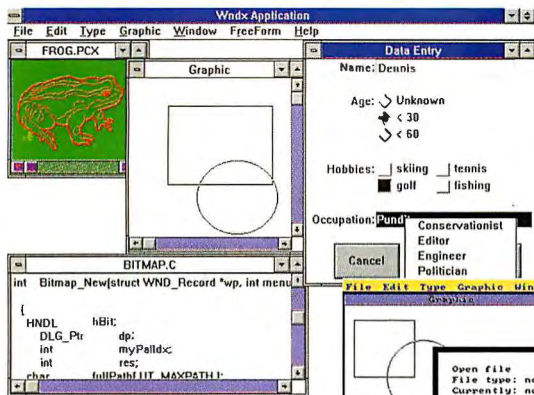 Wndx Application
File Edit Type Graphic Window FreeForm Help
FROG.PCX
Graphic
Data Entry
Name: Dennis
Age: Unknown
< 30
< 60
Hobbies: skiing tennis
golf fishing
Occupation: Pundit
Conservationist
Editor
Engineer
Politician
Cancel
BITMAP.C
int Bitmap_New(struct WND_Record *wp, int menu
{
HNDL hBit;
DLG_Ptr dp;
int myPalIdx;
int res;
char fullPath[UT_MAXPATH];
File Edit Type Graphic Win
Graphic
Open file
File type: no
Currently: no